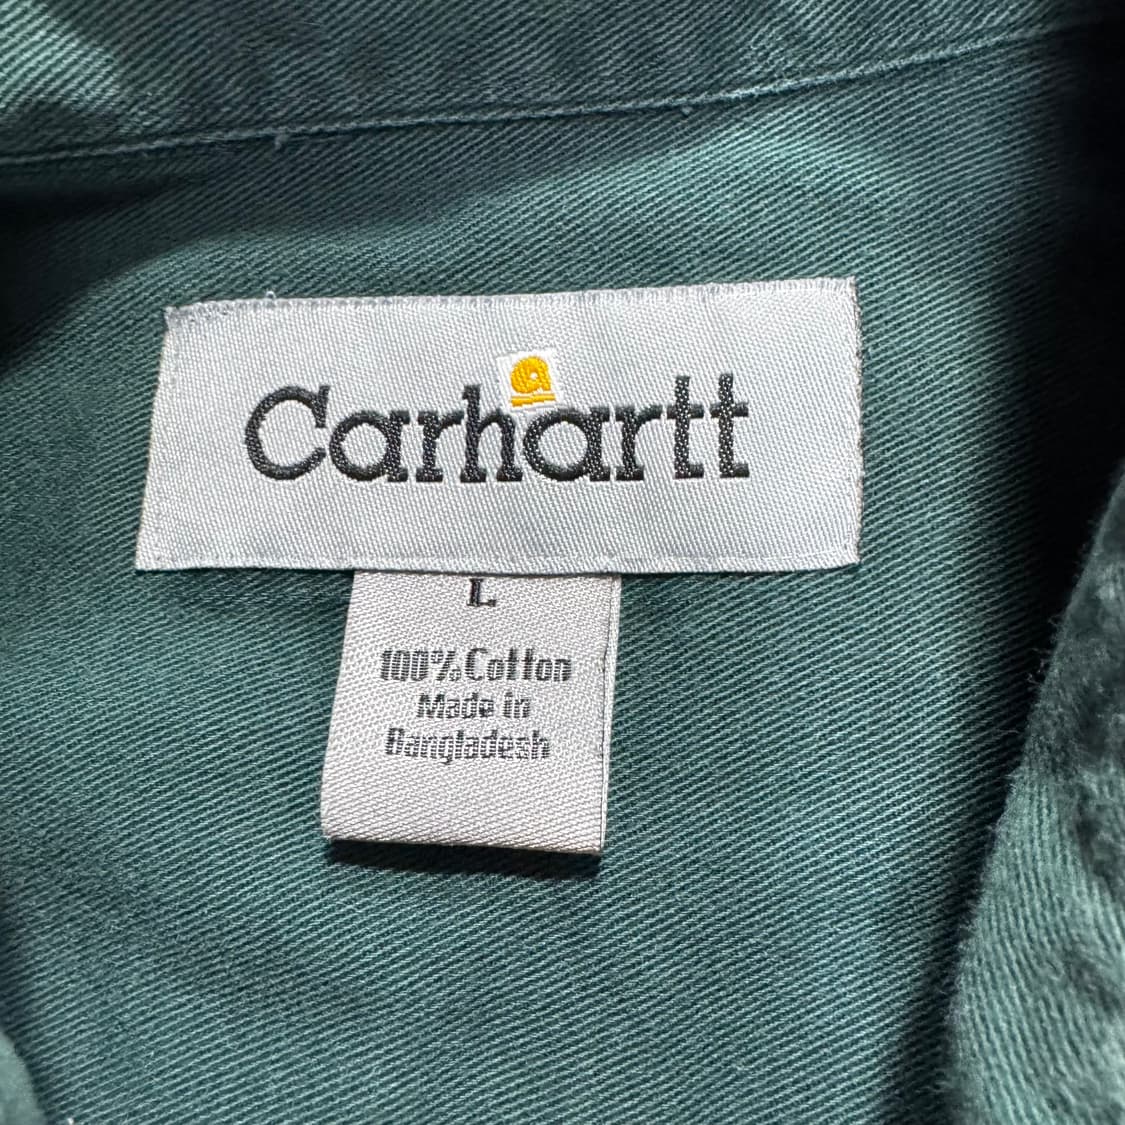 Carhartt
L
100% Cotton
Made in
Bangladesh